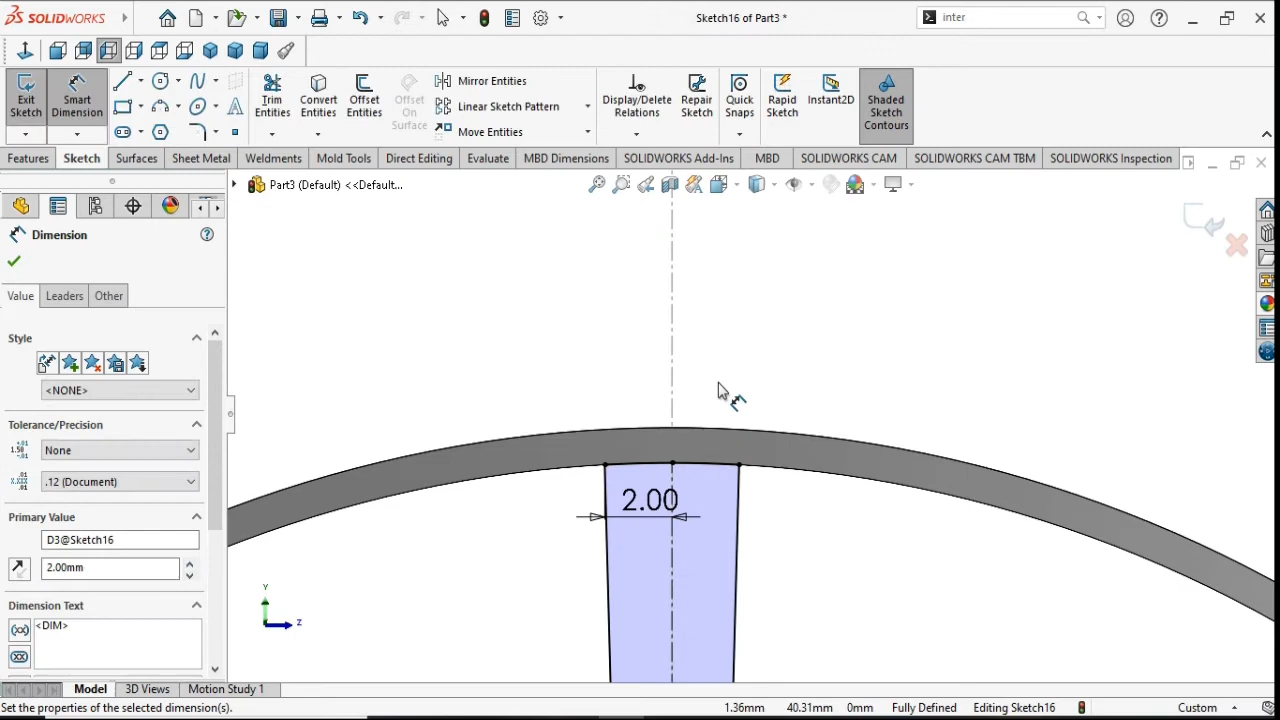 SOLIDWORKS
Sketch16 of Part3 *
inter
Exit Sketch
Smart Dimension
Trim Entities
Convert Entities
Offset Entities
Offset On Surface
Mirror Entities
Linear Sketch Pattern
Move Entities
Display/Delete Relations
Repair Sketch
Quick Snaps
Rapid Sketch
Instant2D
Shaded Sketch Contours
Features
Sketch
Surfaces
Sheet Metal
Weldments
Mold Tools
Direct Editing
Evaluate
MBD Dimensions
SOLIDWORKS Add-Ins
MBD
SOLIDWORKS CAM
SOLIDWORKS CAM TBM
SOLIDWORKS Inspection
Part3 (Default) <<Default...
Dimension
Value
Leaders
Other
Style
<NONE>
Tolerance/Precision
None
.12 (Document)
Primary Value
D3@Sketch16
2.00mm
Dimension Text
<DIM>
2.00
Y
Z
Model
3D Views
Motion Study 1
Set the properties of the selected dimension(s).
1.36mm
40.31mm
0mm
Fully Defined
Editing Sketch16
Custom